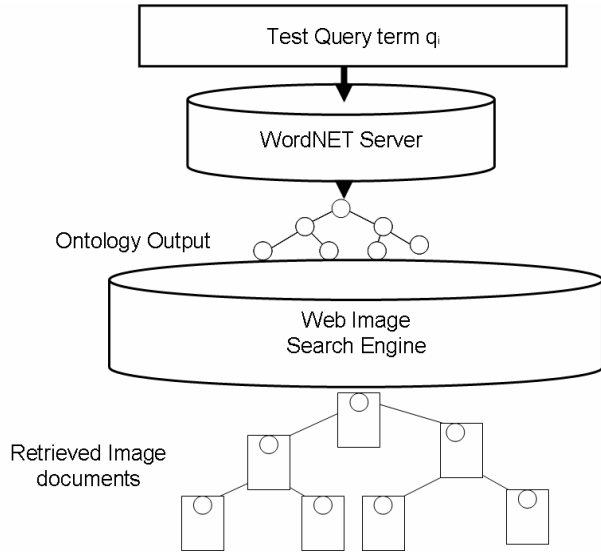 Test Query term qᵢ
WordNET Server
Ontology Output
Web Image
Search Engine
Retrieved Image
documents